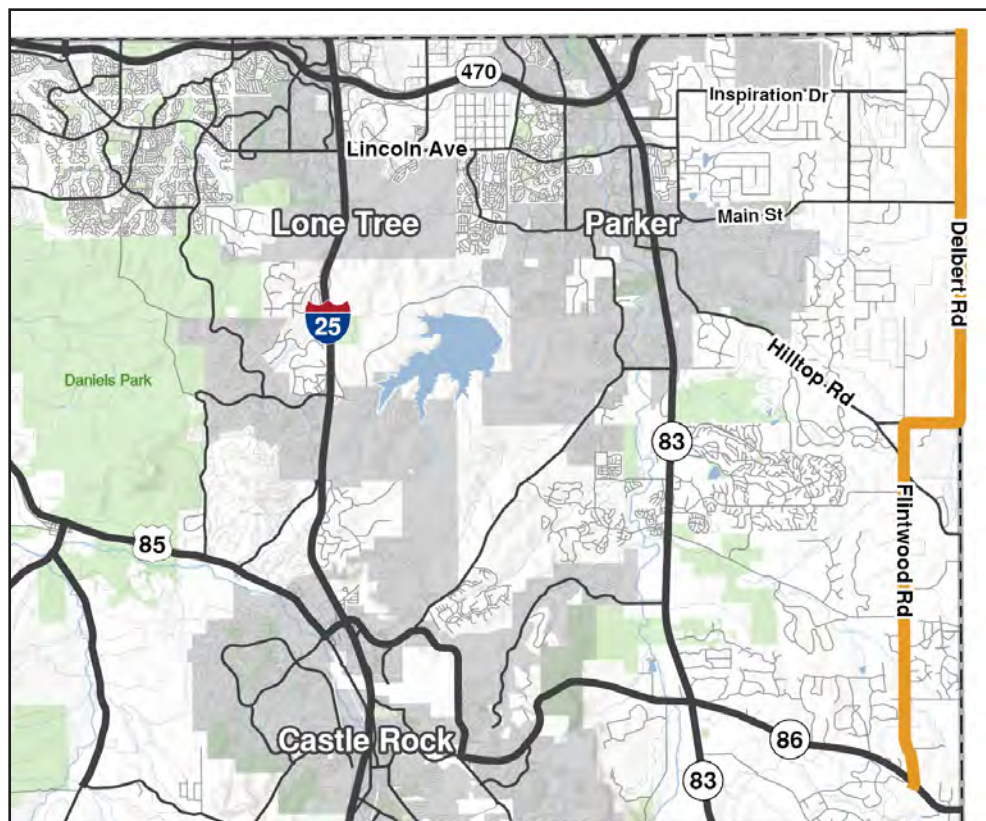 470
Inspiration Dr
Lincoln Ave
Lone Tree
Parker
Main St
Delbert Rd
25
Hilltop Rd
Daniels Park
83
Flintwood Rd
85
Castle Rock
86
83